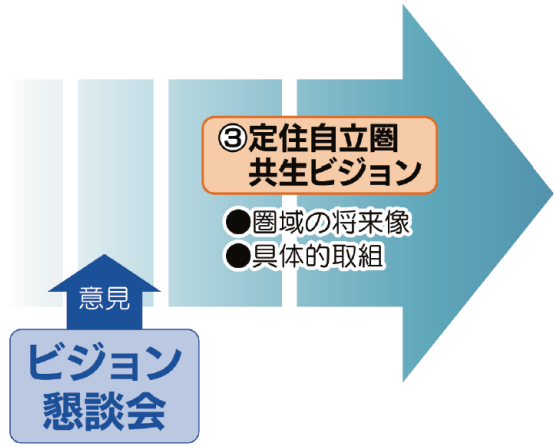 ③定住自立圏
共生ビジョン
●圏域の将来像
●具体的取組
意見
ビジョン
懇談会